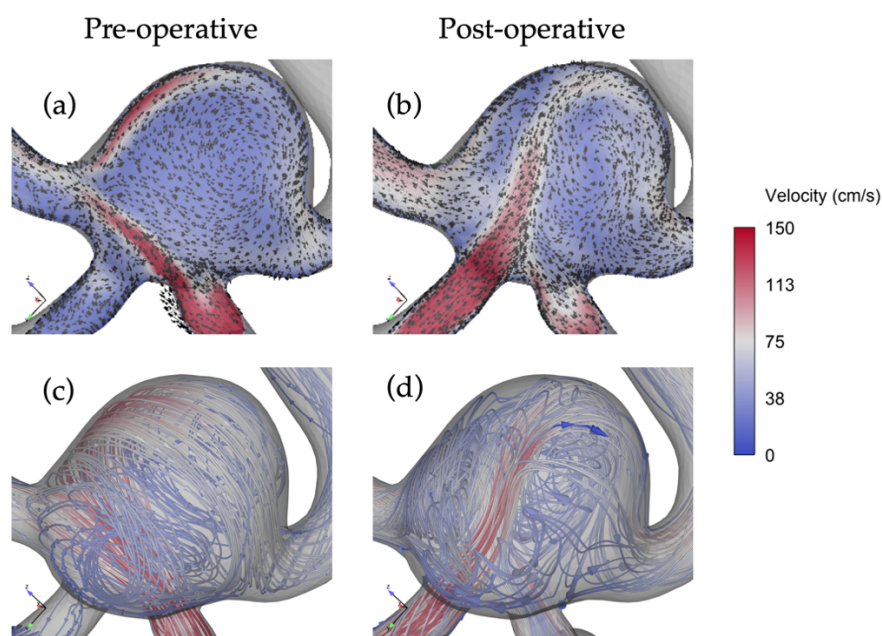 Pre-operative
Post-operative
(a)
(b)
Velocity (cm/s)
150
113
75
38
0
(c)
(d)
z
z